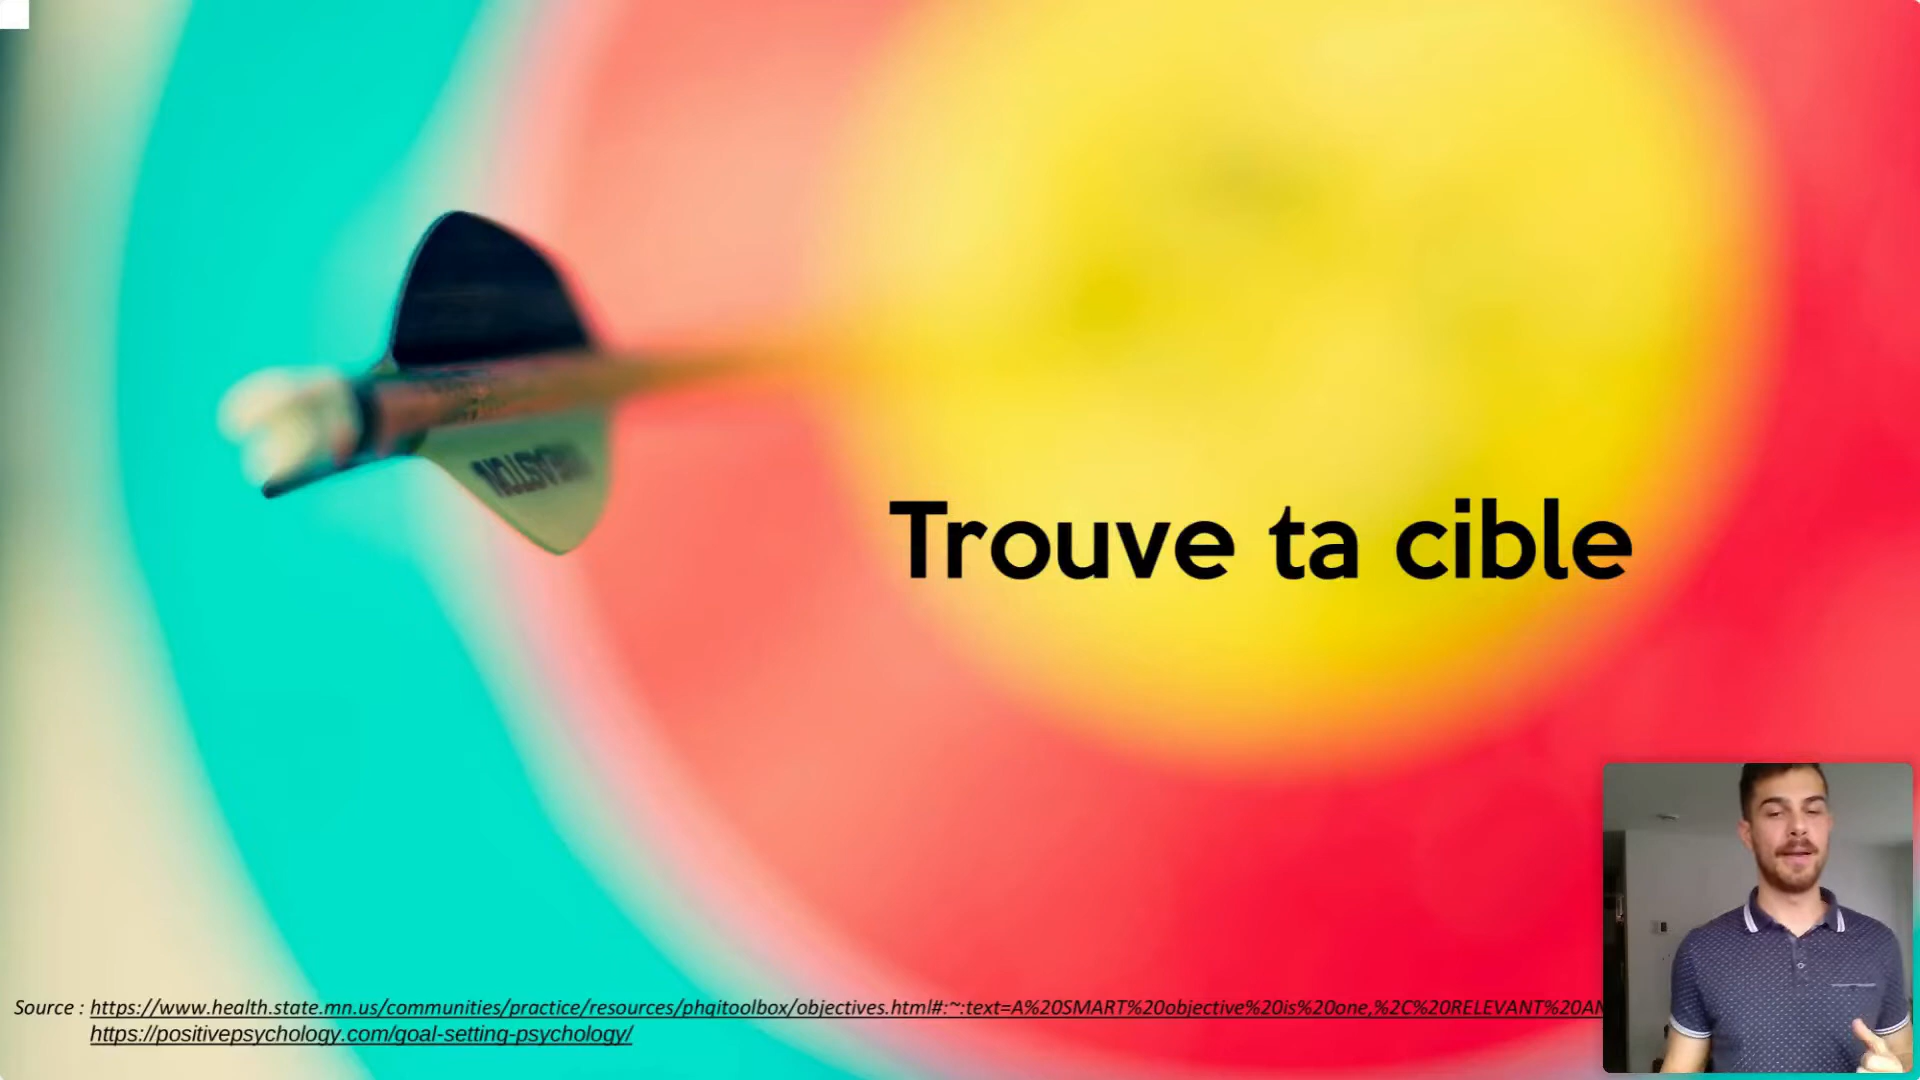 Trouve ta cible
Source : https://www.health.state.mn.us/communities/practice/resources/phqitoolbox/objectives.html#:~:text=A%20SMART%20objective%20is%20one,%2C%20RELEVANT%20AN
https://positivepsychology.com/goal-setting-psychology/